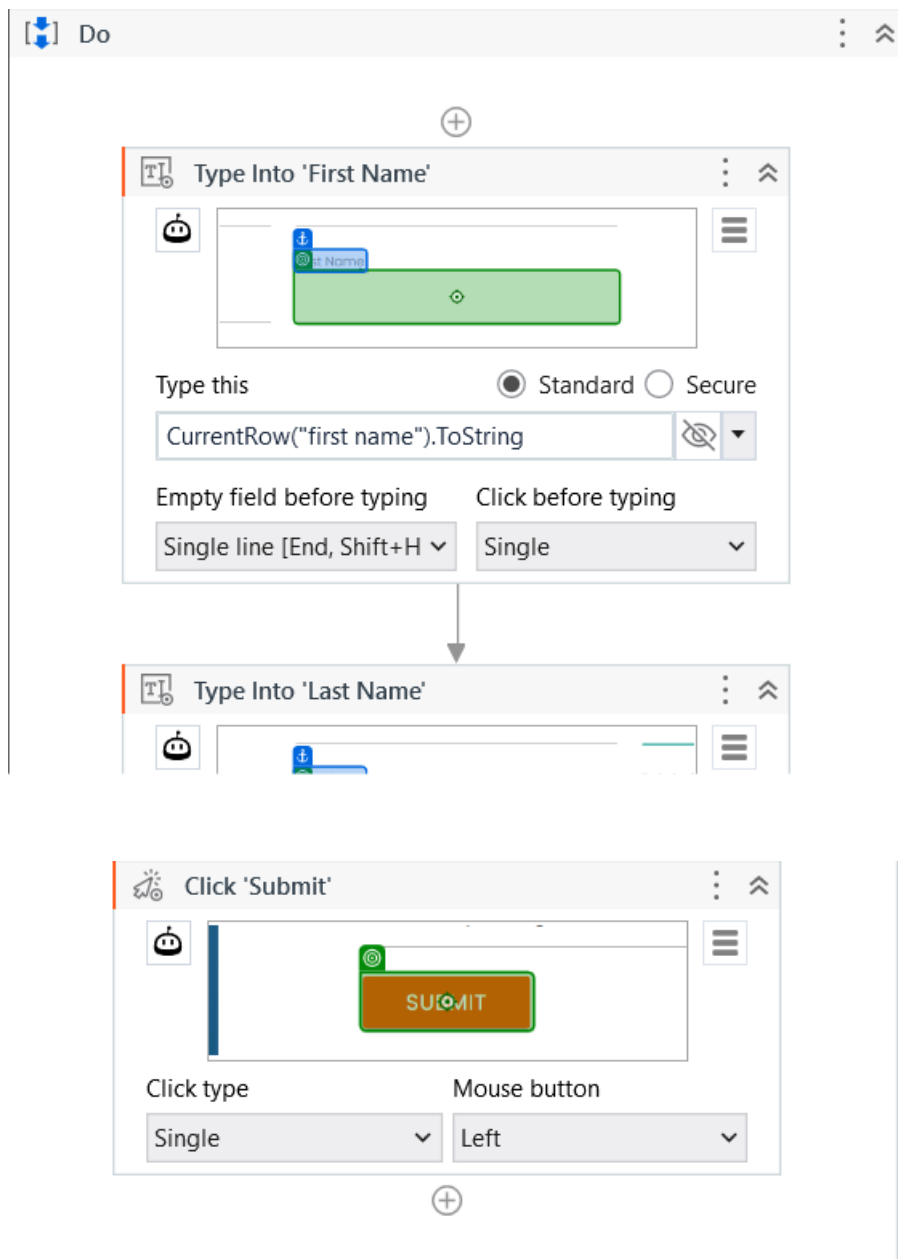 Do
Type Into 'First Name'
st Name
Type this
Standard
Secure
CurrentRow("first name").ToString
Empty field before typing
Click before typing
Single line [End, Shift+H
Single
Type Into 'Last Name'
Click 'Submit'
SUBMIT
Click type
Mouse button
Single
Left